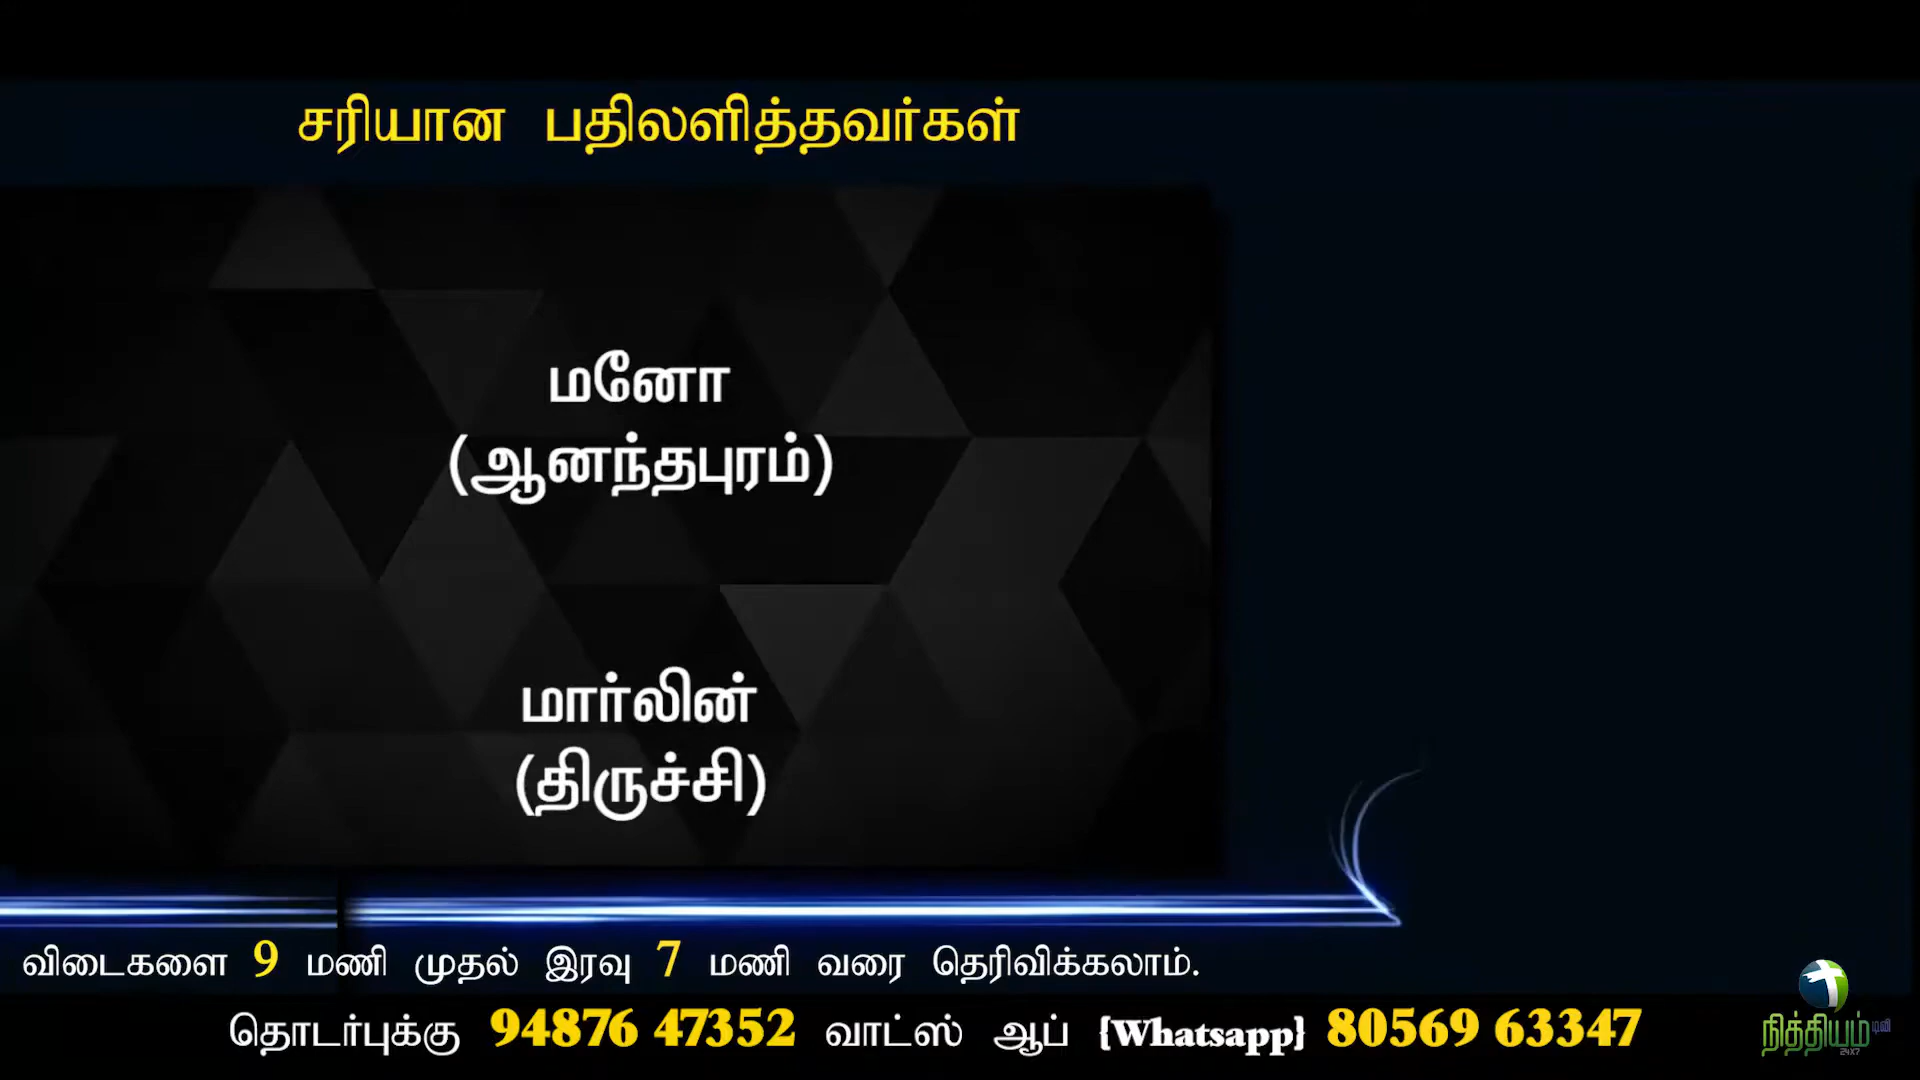 சரியான பதிலளித்தவர்கள்
மனோ
(ஆனந்தபுரம்)
மார்லின்
(திருச்சி)
விடைகளை 9 மணி முதல் இரவு 7 மணி வரை தெரிவிக்கலாம்.
தொடர்புக்கு 94876 47352 வாட்ஸ் ஆப் {Whatsapp} 80569 63347
நித்தியம் டிவி
24X7